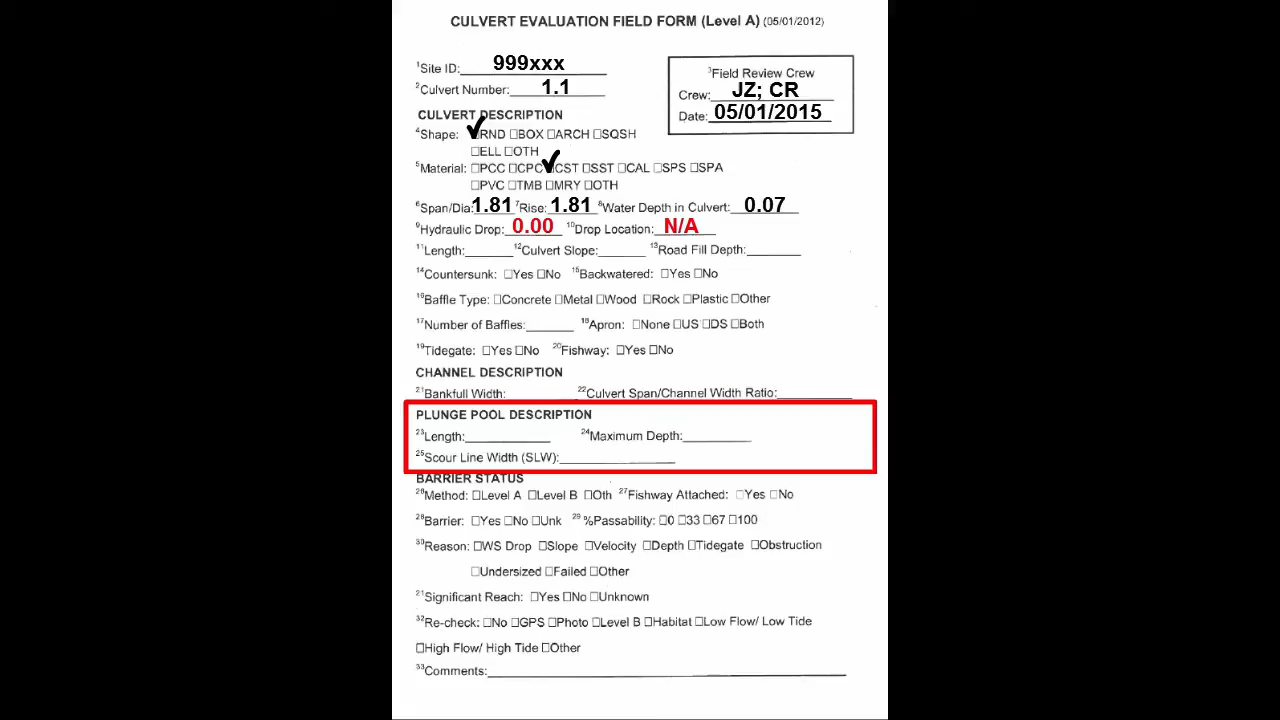 CULVERT EVALUATION FIELD FORM (Level A) (05/01/2012)
1Site ID: 999xxx
2Culvert Number: 1.1
3Field Review Crew
Crew: JZ; CR
Date: 05/01/2015
CULVERT DESCRIPTION
4Shape: ✓RND □BOX □ARCH □SQSH
□ELL □OTH
5Material: □PCC □CPC ✓CST □SST □CAL □SPS □SPA
□PVC □TMB □MRY □OTH
6Span/Dia: 1.81 7Rise: 1.81 8Water Depth in Culvert: 0.07
9Hydraulic Drop: 0.00 10Drop Location: N/A
11Length: 12Culvert Slope: 13Road Fill Depth:
14Countersunk: □Yes □No 15Backwatered: □Yes □No
16Baffle Type: □Concrete □Metal □Wood □Rock □Plastic □Other
17Number of Baffles: 18Apron: □None □US □DS □Both
19Tidegate: □Yes □No 20Fishway: □Yes □No
CHANNEL DESCRIPTION
21Bankfull Width: 22Culvert Span/Channel Width Ratio:
PLUNGE POOL DESCRIPTION
23Length: 24Maximum Depth:
25Scour Line Width (SLW):
BARRIER STATUS
26Method: □Level A □Level B □Oth 27Fishway Attached: □Yes □No
28Barrier: □Yes □No □Unk 29%Passability: □0 □33 □67 □100
30Reason: □WS Drop □Slope □Velocity □Depth □Tidegate □Obstruction
□Undersized □Failed □Other
21Significant Reach: □Yes □No □Unknown
32Re-check: □No □GPS □Photo □Level B □Habitat □Low Flow/ Low Tide
□High Flow/ High Tide □Other
33Comments: